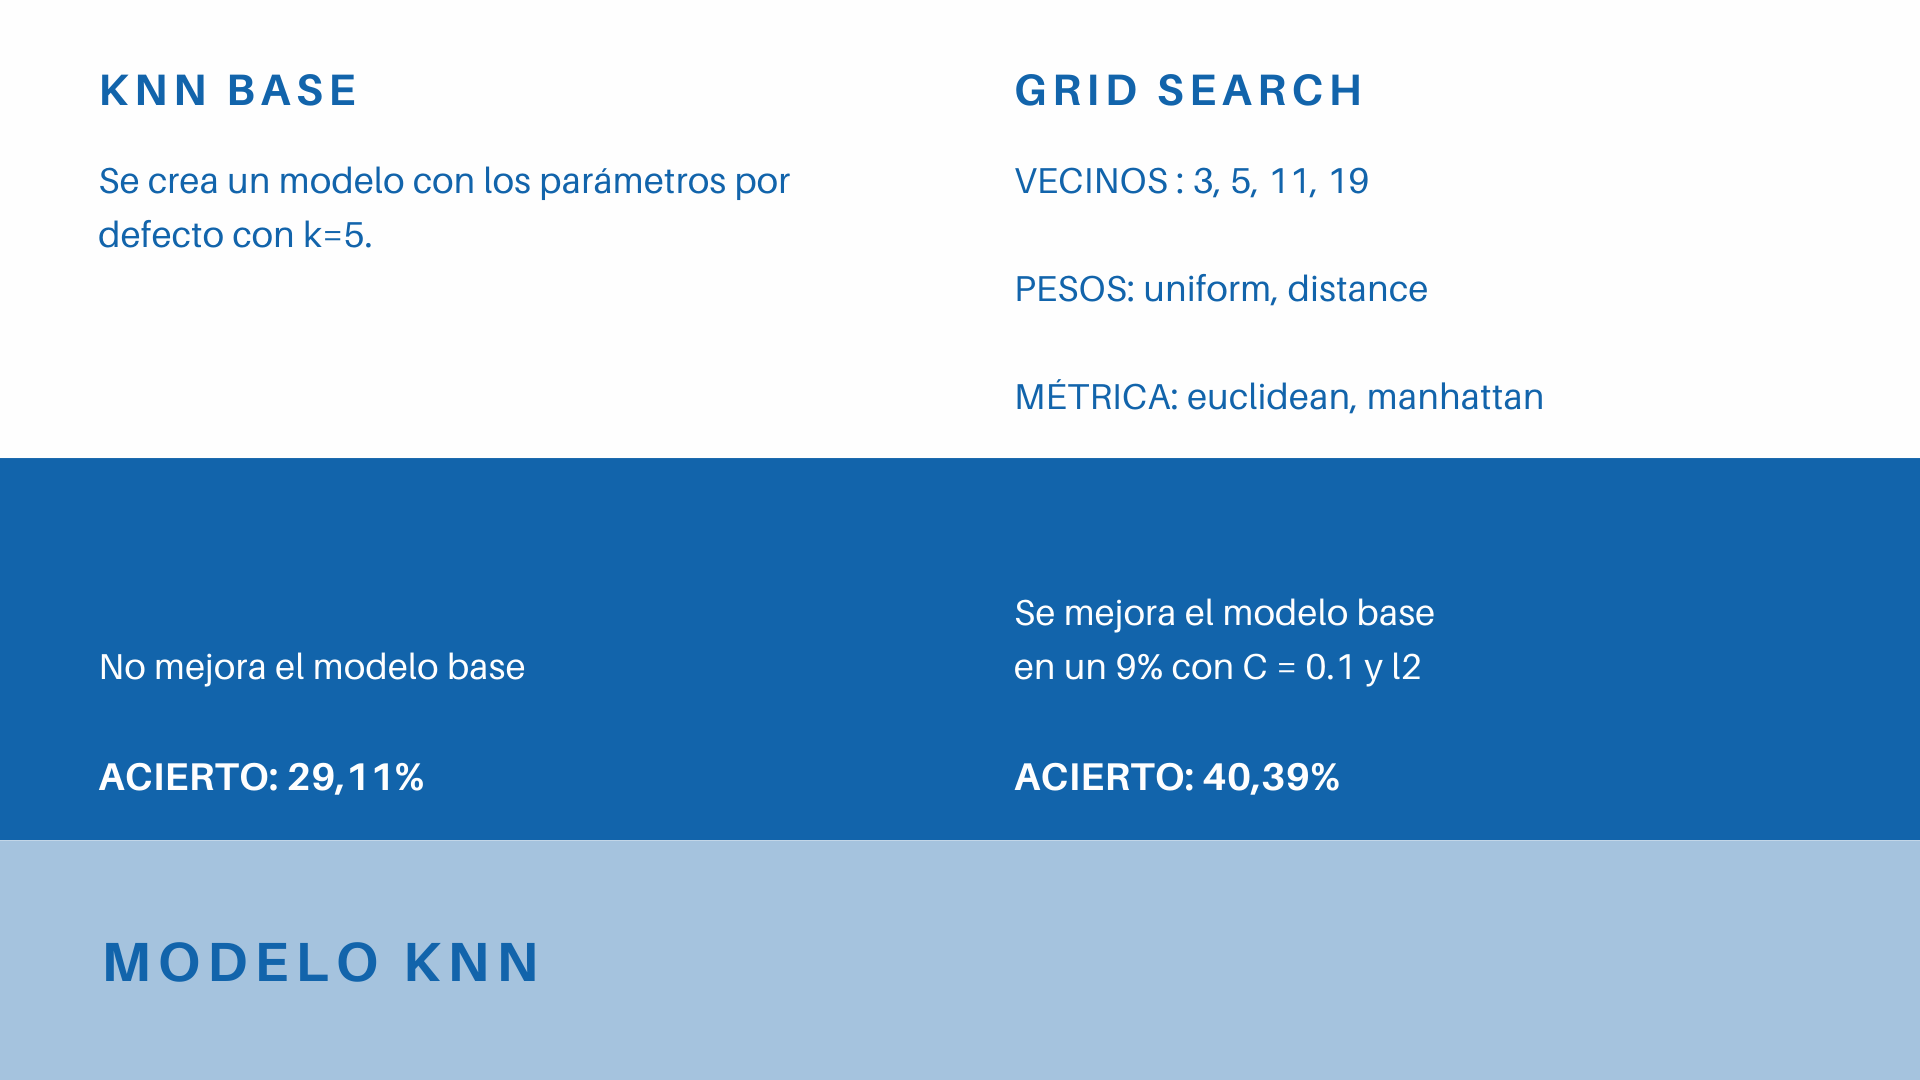 KNN BASE
Se crea un modelo con los parámetros por
defecto con k=5.
GRID SEARCH
VECINOS : 3, 5, 11, 19
PESOS: uniform, distance
MÉTRICA: euclidean, manhattan
No mejora el modelo base
ACIERTO: 29,11%
Se mejora el modelo base
en un 9% con C = 0.1 y l2
ACIERTO: 40,39%
MODELO KNN